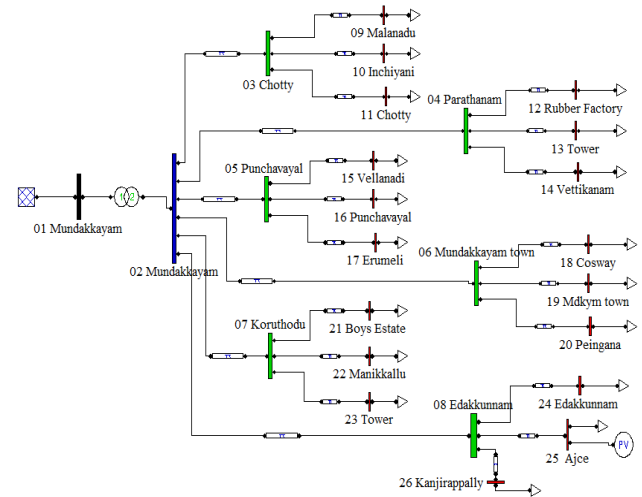 09 Malanadu
10 Inchiyani
03 Chotty
11 Chotty
04 Parathanam
12 Rubber Factory
13 Tower
14 Vettikanam
05 Punchavayal
15 Vellanadi
16 Punchavayal
17 Erumeli
01 Mundakkayam
02 Mundakkayam
06 Mundakkayam town
18 Cosway
19 Mdkym town
20 Peingana
07 Koruthodu
21 Boys Estate
22 Manikkallu
23 Tower
08 Edakkunnam
24 Edakkunnam
25 Ajce
PV
26 Kanjirappally